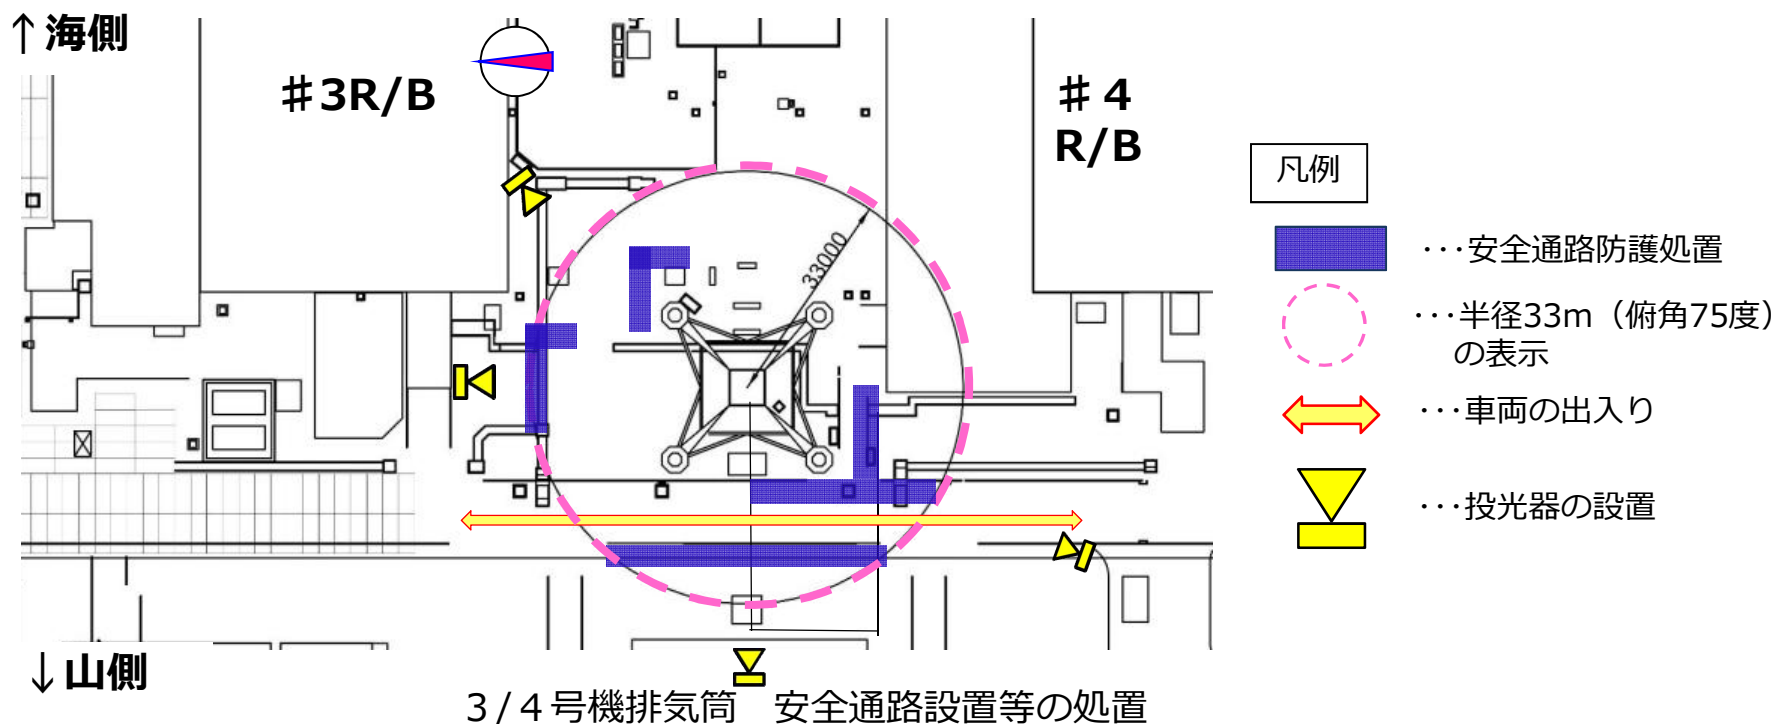 ↑海側
♯3R/B
♯４
R/B
33000
凡例
･･･安全通路防護処置
･･･半径33m（俯角75度）
の表示
･･･車両の出入り
･･･投光器の設置
↓山側
３/４号機排気筒　安全通路設置等の処置